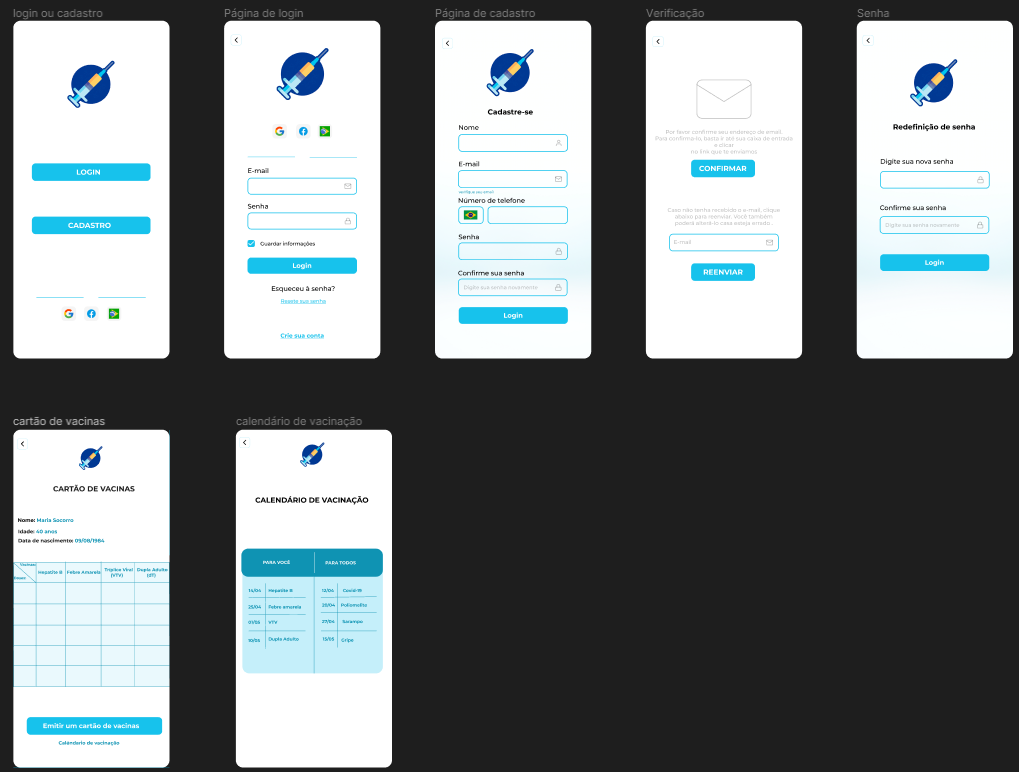 login ou cadastro
LOGIN
CADASTRO
Página de login
E-mail
Senha
Guardar informações
Login
Esqueceu à senha?
Resete sua senha
Crie sua conta
Página de cadastro
Cadastre-se
Nome
E-mail
verifique seu email
Número de telefone
Senha
Confirme sua senha
Digite sua senha novamente
Login
Verificação
Por favor confirme seu endereço de email.
Para confirma-lo, basta ir até sua caixa de entrada
e clicar
no link que te enviamos
CONFIRMAR
Caso não tenha recebido o e-mail, clique
abaixo para reenviar. Você também
poderá altera-lo caso esteja errado.
E-mail
REENVIAR
Senha
Redefinição de senha
Digite sua nova senha
Confirme sua senha
Digite sua senha novamente
Login
cartão de vacinas
CARTÃO DE VACINAS
Nome: Maria Socorro
Idade: 40 anos
Data de nascimento: 09/08/1984
Vacinas
Doses
Hepatite B
Febre Amarela
Tríplice Viral
(VTV)
Dupla Adulto
(dT)
Emitir um cartão de vacinas
Calendário de vacinação
calendário de vacinação
CALENDÁRIO DE VACINAÇÃO
PARA VOCÊ
14/04 Hepatite B
25/04 Febre amarela
01/05 VTV
10/05 Dupla Adulto
PARA TODOS
12/04 Covid-19
20/04 Poliomelite
27/04 Sarampo
15/05 Gripe